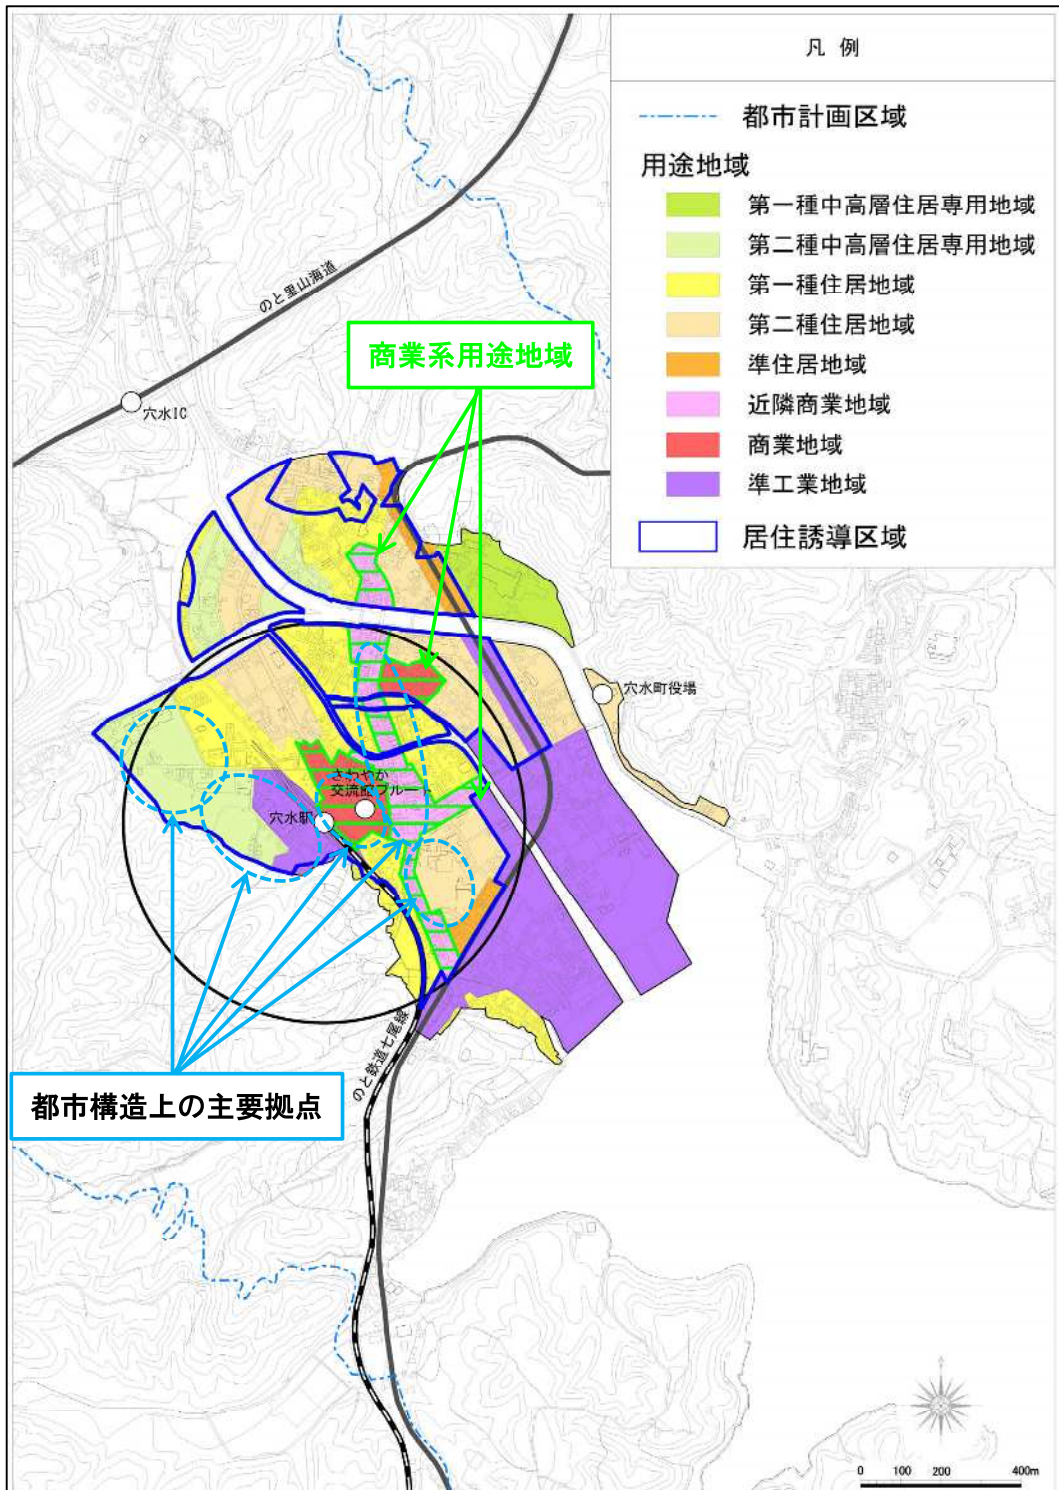 凡 例
都市計画区域
用途地域
第一種中高層住居専用地域
第二種中高層住居専用地域
第一種住居地域
第二種住居地域
準住居地域
近隣商業地域
商業地域
準工業地域
居住誘導区域
のと里山海道
商業系用途地域
穴水IC
穴水町役場
さわやか
交流館プルート
穴水駅
のと鉄道七尾線
都市構造上の主要拠点
0 100 200 400m